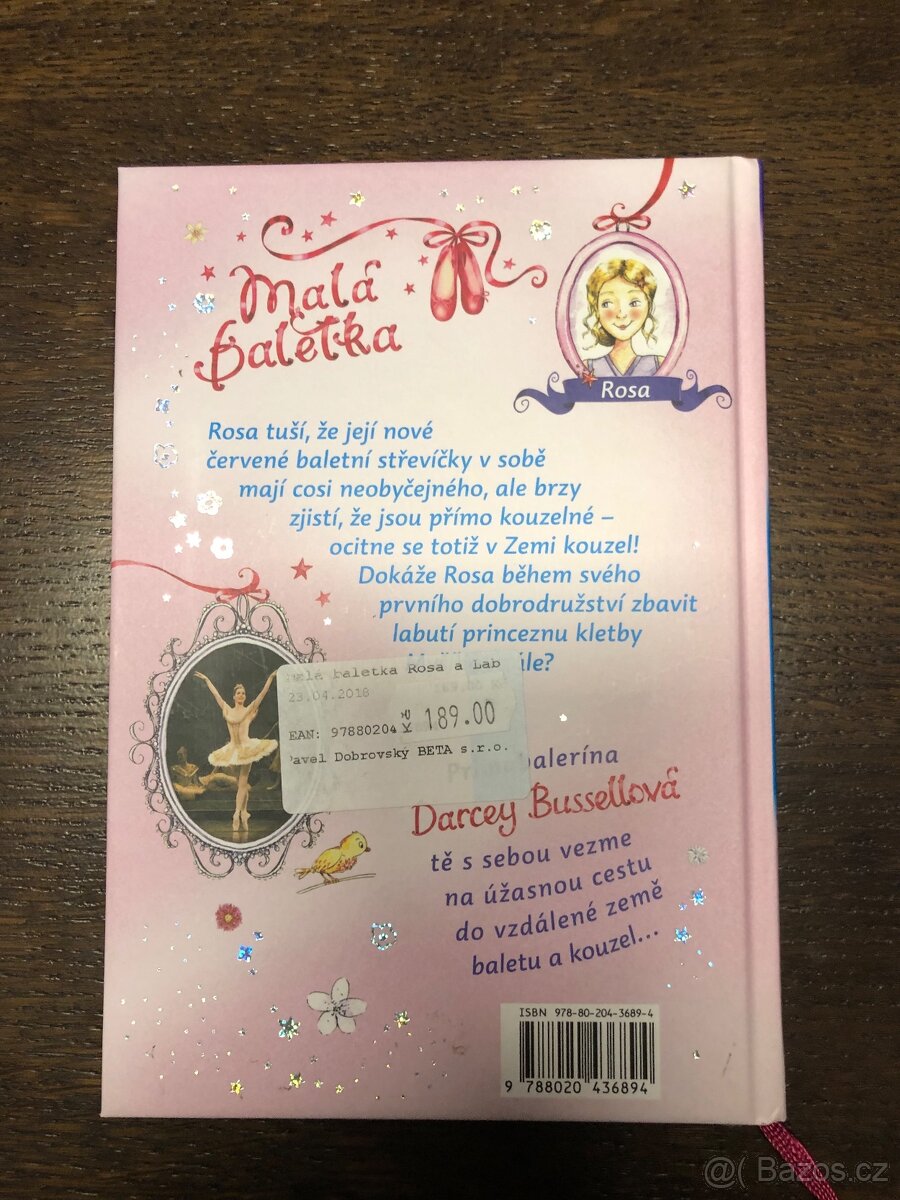 Malá
baletka
Rosa
Rosa tuší, že její nové
červené baletní střevíčky v sobě
mají cosi neobyčejného, ale brzy
zjistí, že jsou přímo kouzelné –
ocitne se totiž v Zemi kouzel!
Dokáže Rosa během svého
prvního dobrodružství zbavit
labutí princeznu kletby
baletka Rosa a Lab
23.04.2018
EAN: 97880204
Kč 189.00
Pavel Dobrovský BETA s.r.o.
balerína
Darcey Bussellová
tě s sebou vezme
na úžasnou cestu
do vzdálené země
baletu a kouzel...
ISBN 978-80-204-3689-4
9 788020 436894
@( Bazos.cz